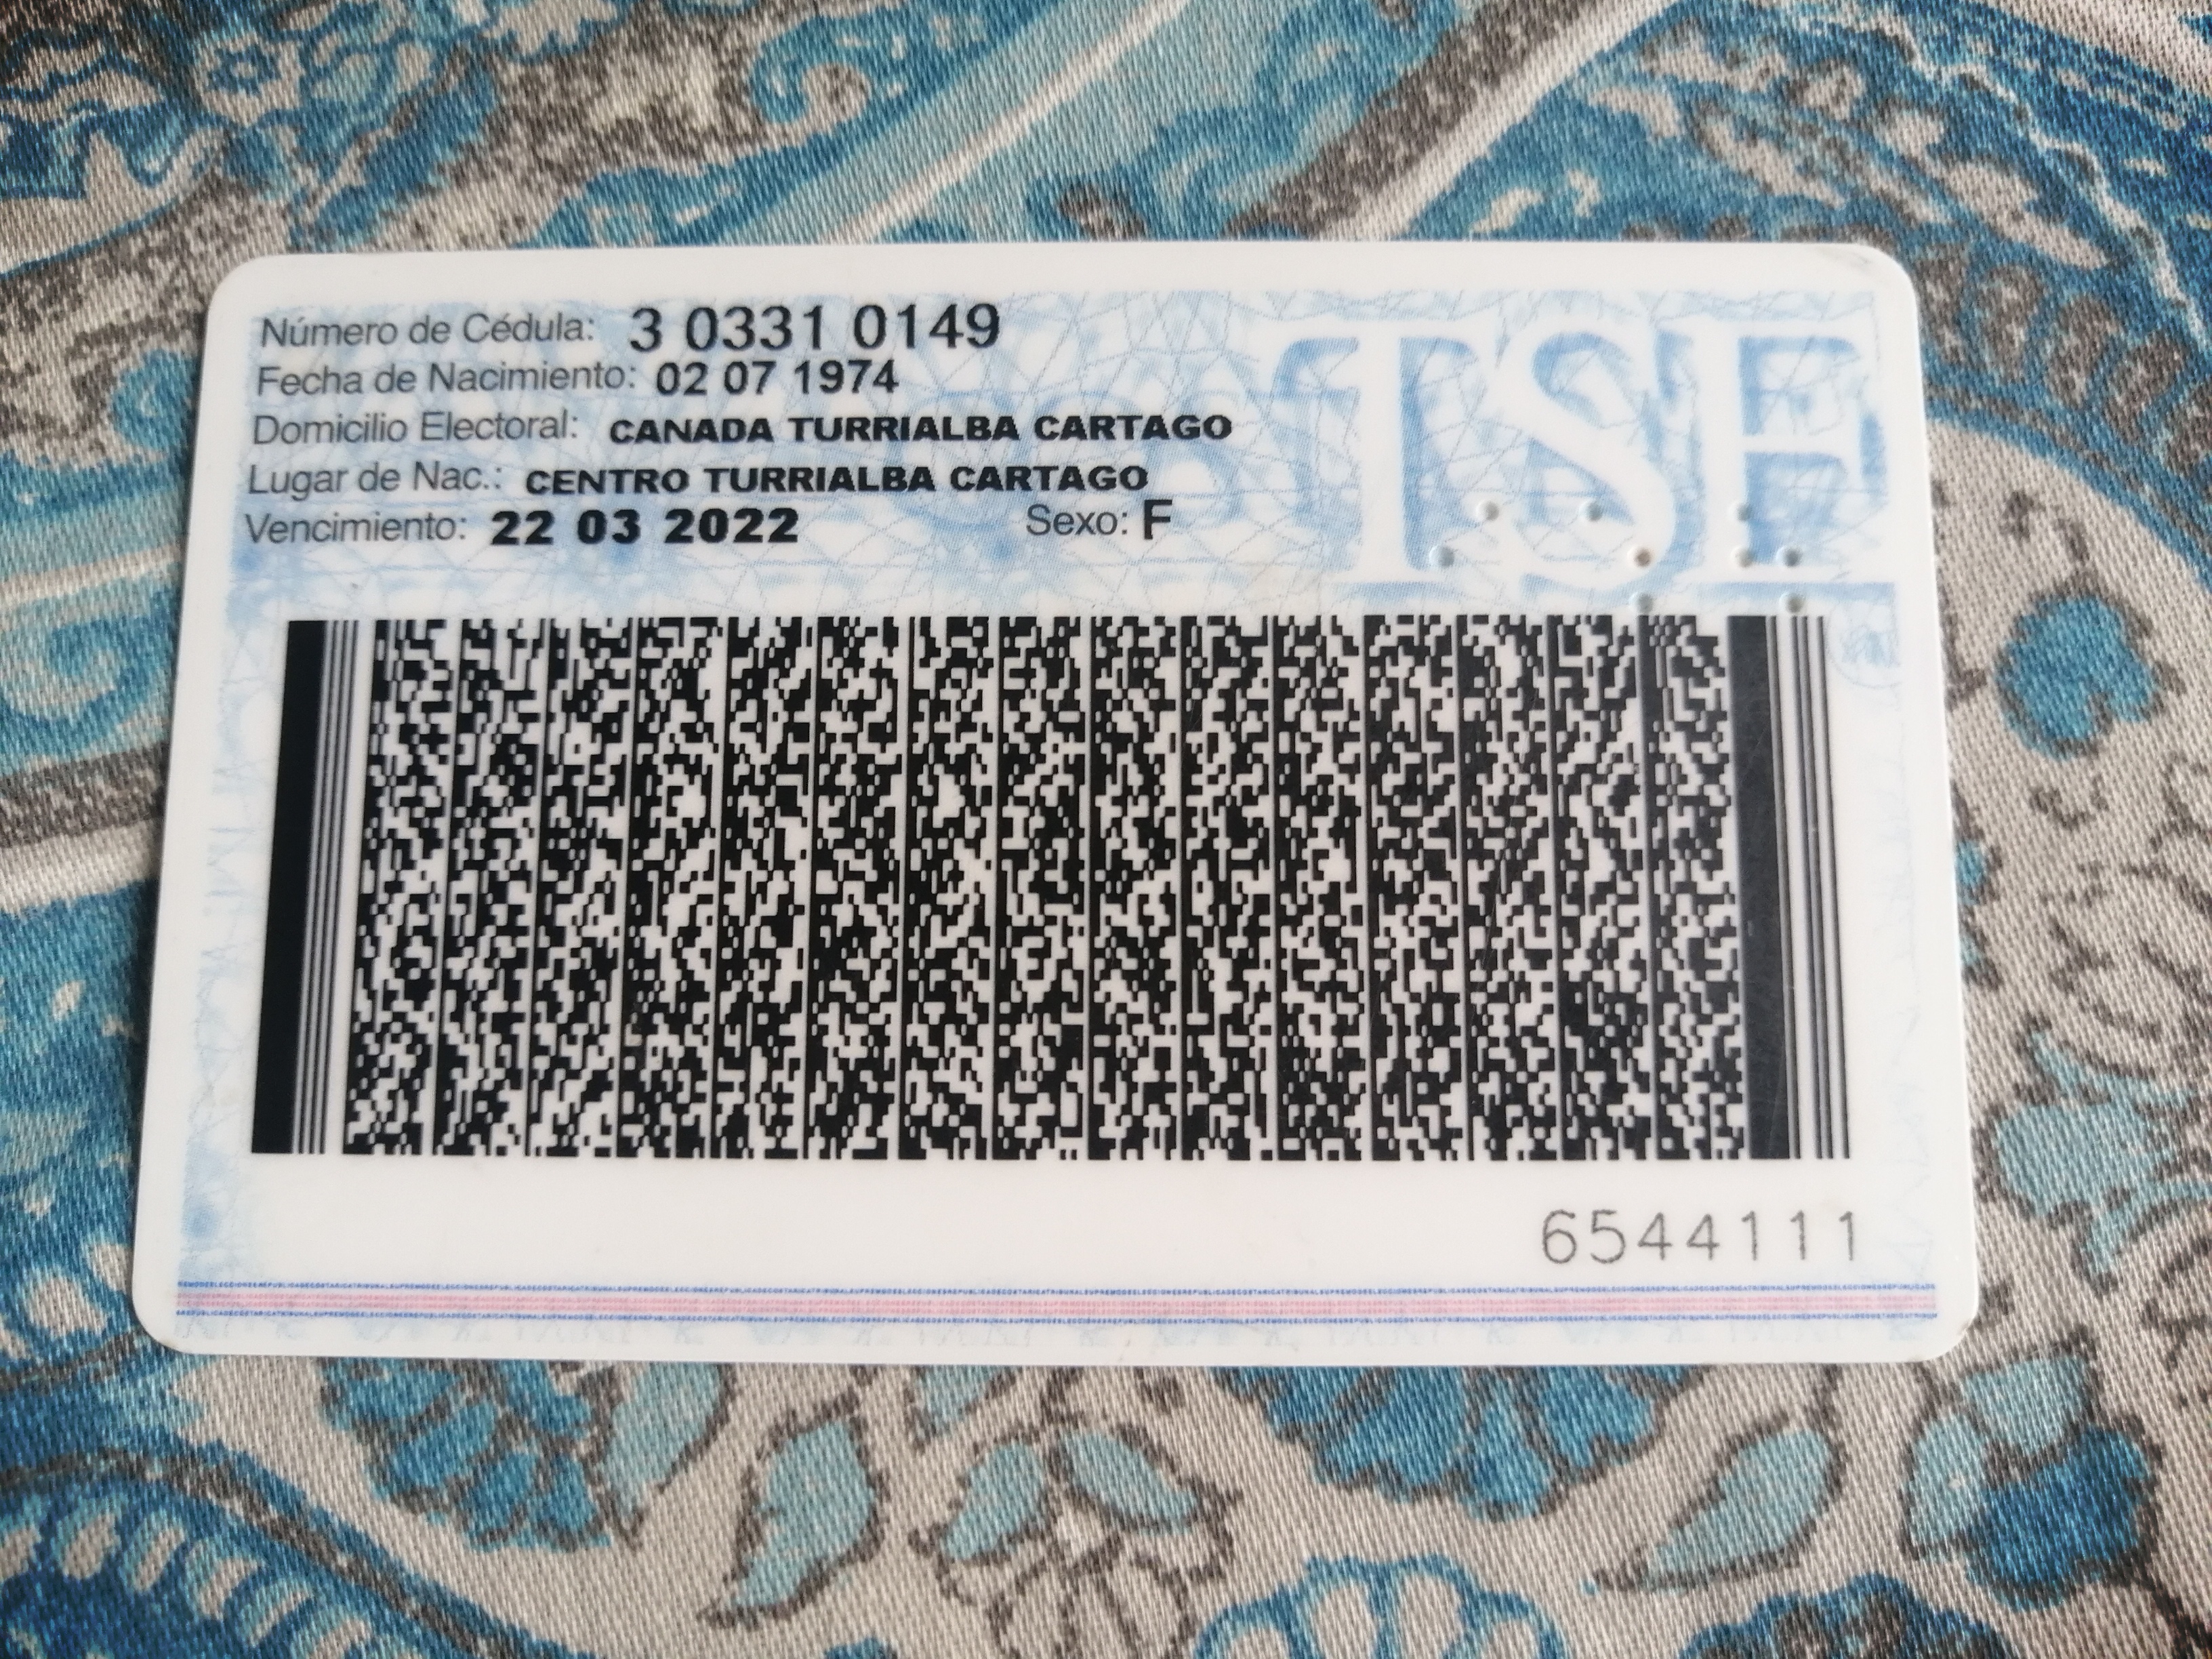 Número de Cédula: 3 0331 0149
Fecha de Nacimiento: 02 07 1974
Domicilio Electoral: CANADA TURRIALBA CARTAGO
Lugar de Nac.: CENTRO TURRIALBA CARTAGO
Vencimiento: 22 03 2022 Sexo: F
TSE
6544111